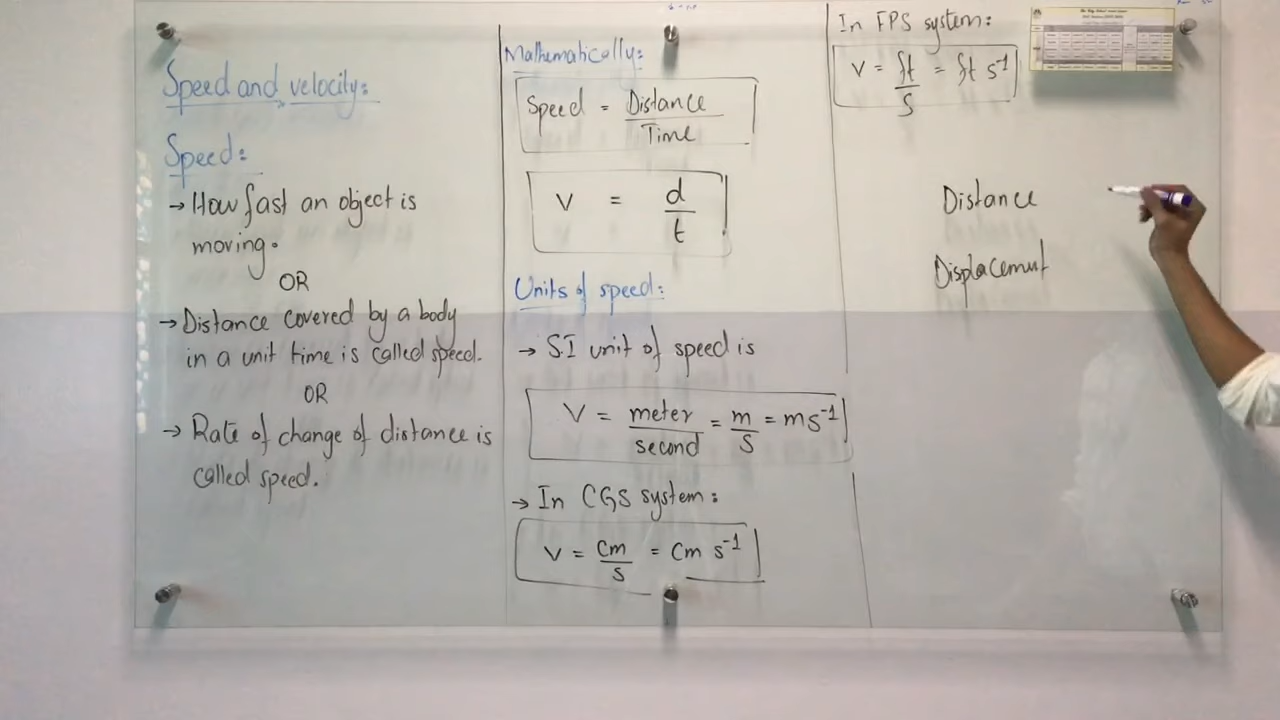 Speed and velocity:
Speed:
→ How fast an object is
moving.
OR
→ Distance covered by a body
in a unit time is called speed.
OR
→ Rate of change of distance is
called speed.
Mathematically:
Speed = Distance
Time
V = d
t
Units of speed:
→ S.I unit of speed is
V = meter = m = ms⁻¹
second s
→ In CGS system:
V = cm = cm s⁻¹
s
In FPS system:
V = ft = ft s⁻¹
s
Distance
Displacement